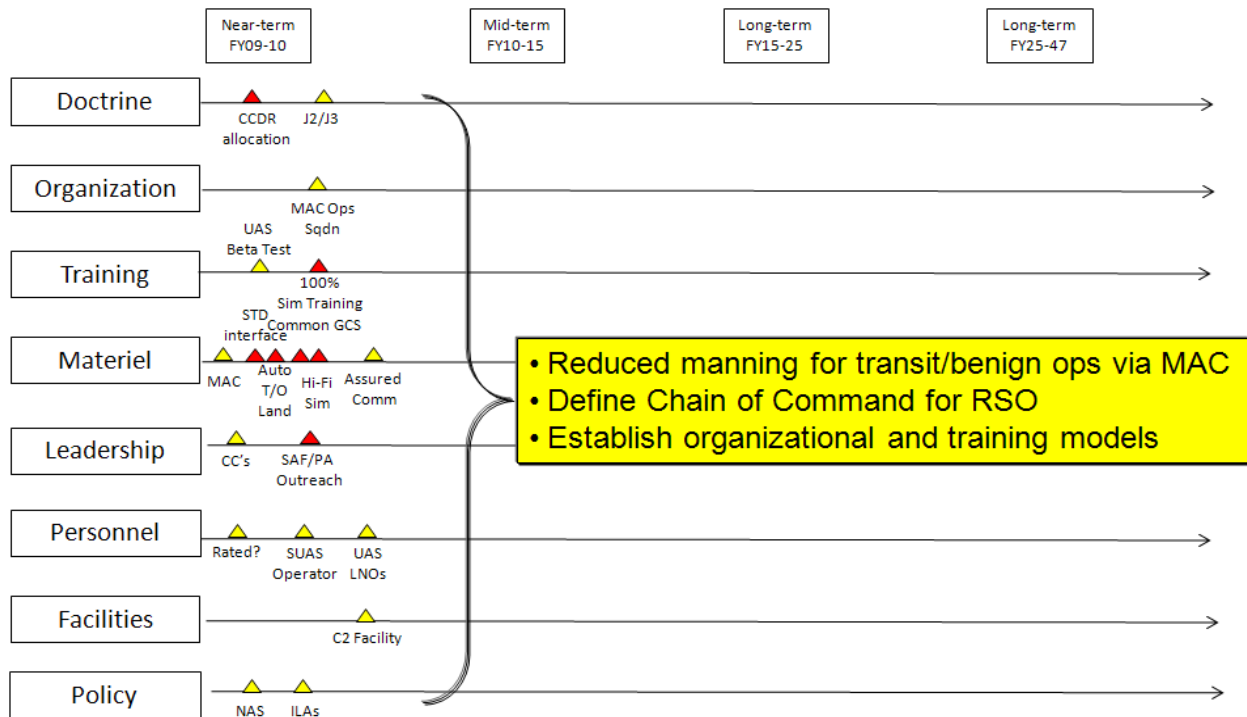 Near-term
FY09-10
Mid-term
FY10-15
Long-term
FY15-25
Long-term
FY25-47
Doctrine
CCDR
allocation
J2/J3
Organization
MAC Ops
Sqdn
UAS
Beta Test
Training
100%
Sim Training
STD
interface
Common GCS
Materiel
MAC
Auto
T/O
Land
Hi-Fi
Sim
Assured
Comm
• Reduced manning for transit/benign ops via MAC
• Define Chain of Command for RSO
• Establish organizational and training models
Leadership
CC's
SAF/PA
Outreach
Personnel
Rated?
SUAS
Operator
UAS
LNOs
Facilities
C2 Facility
Policy
NAS
ILAs